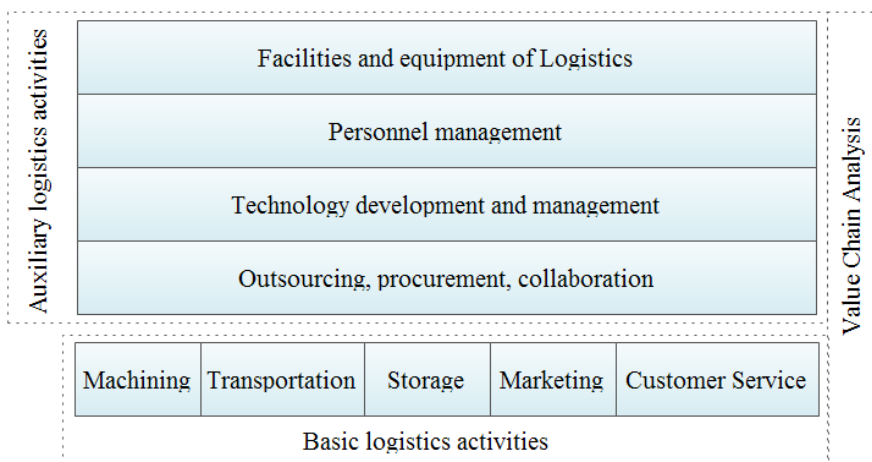 Auxiliary logistics activities
Facilities and equipment of Logistics
Personnel management
Technology development and management
Outsourcing, procurement, collaboration
Value Chain Analysis
Machining
Transportation
Storage
Marketing
Customer Service
Basic logistics activities